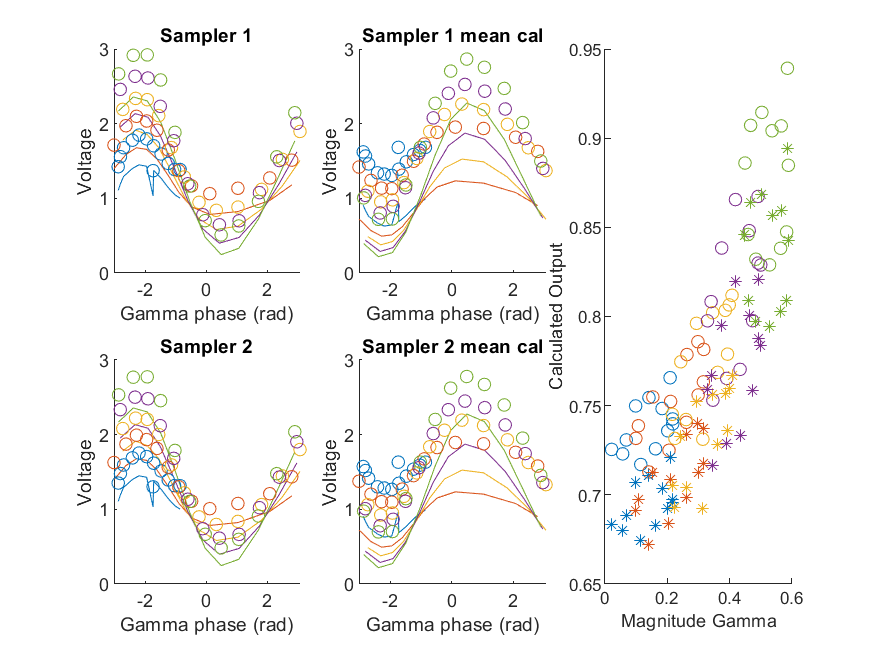 Sampler 1
3
2
1
0
Voltage
-2 0 2
Gamma phase (rad)
Sampler 1 mean cal
3
2
1
0
Voltage
-2 0 2
Gamma phase (rad)
Sampler 2
3
2
1
0
Voltage
-2 0 2
Gamma phase (rad)
Sampler 2 mean cal
3
2
1
0
Voltage
-2 0 2
Gamma phase (rad)
0.95
0.9
0.85
0.8
0.75
0.7
0.65
Calculated Output
0 0.2 0.4 0.6
Magnitude Gamma